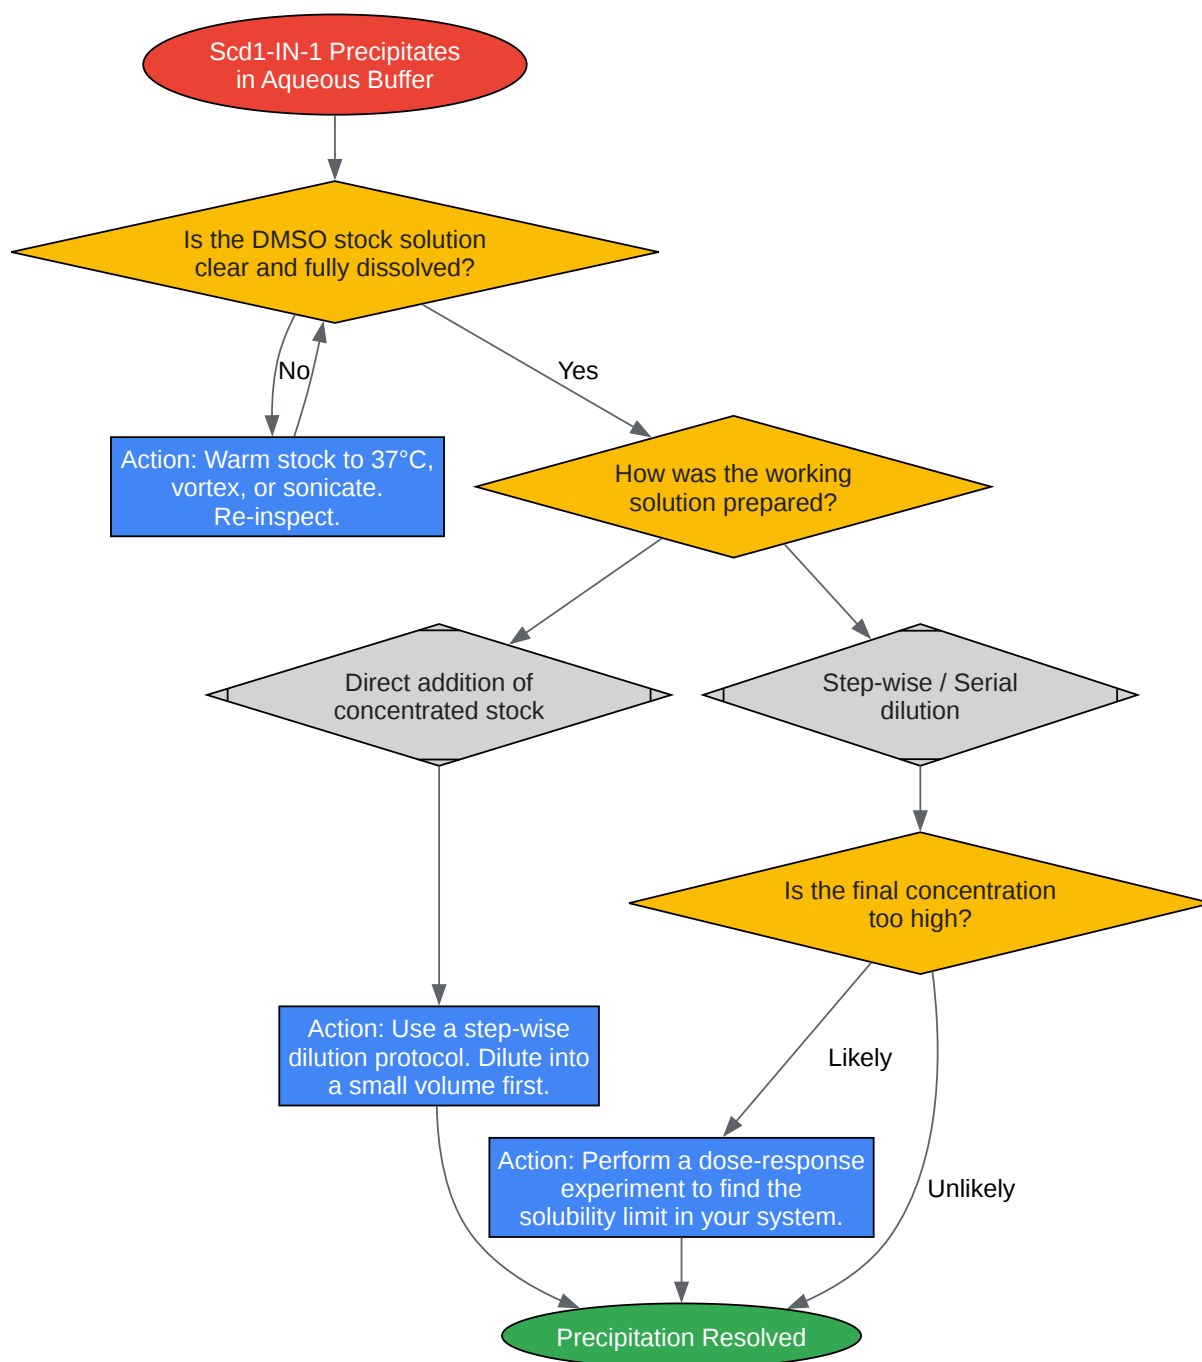 Scd1-IN-1 Precipitates
in Aqueous Buffer
Is the DMSO stock solution
clear and fully dissolved?
No
Yes
Action: Warm stock to 37°C,
vortex, or sonicate.
Re-inspect.
How was the working
solution prepared?
Direct addition of
concentrated stock
Step-wise / Serial
dilution
Is the final concentration
too high?
Action: Use a step-wise
dilution protocol. Dilute into
a small volume first.
Likely
Unlikely
Action: Perform a dose-response
experiment to find the
solubility limit in your system.
Precipitation Resolved